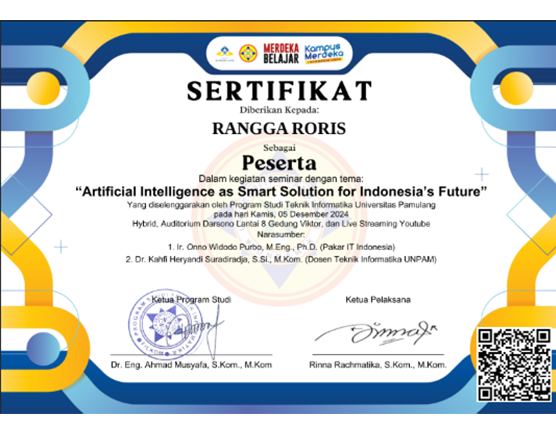 MERDEKA
BELAJAR
Kampus
Merdeka
SERTIFIKAT
Diberikan Kepada:
RANGGA RORIS
Sebagai
Peserta
Dalam kegiatan seminar dengan tema:
“Artificial Intelligence as Smart Solution for Indonesia’s Future”
Yang diselenggarakan oleh Program Studi Teknik Informatika Universitas Pamulang
pada hari Kamis, 05 Desember 2024
Hybrid, Auditorium Darsono Lantai 8 Gedung Viktor, dan Live Streaming Youtube
Narasumber:
1. Ir. Onno Widodo Purbo, M.Eng., Ph.D. (Pakar IT Indonesia)
2. Dr. Kahfi Heryandi Suradiradja, S.Si., M.Kom. (Dosen Teknik Informatika UNPAM)
Ketua Program Studi
Ketua Pelaksana
Dr. Eng. Ahmad Musyafa, S.Kom., M.Kom
Rinna Rachmatika, S.Kom., M.Kom.